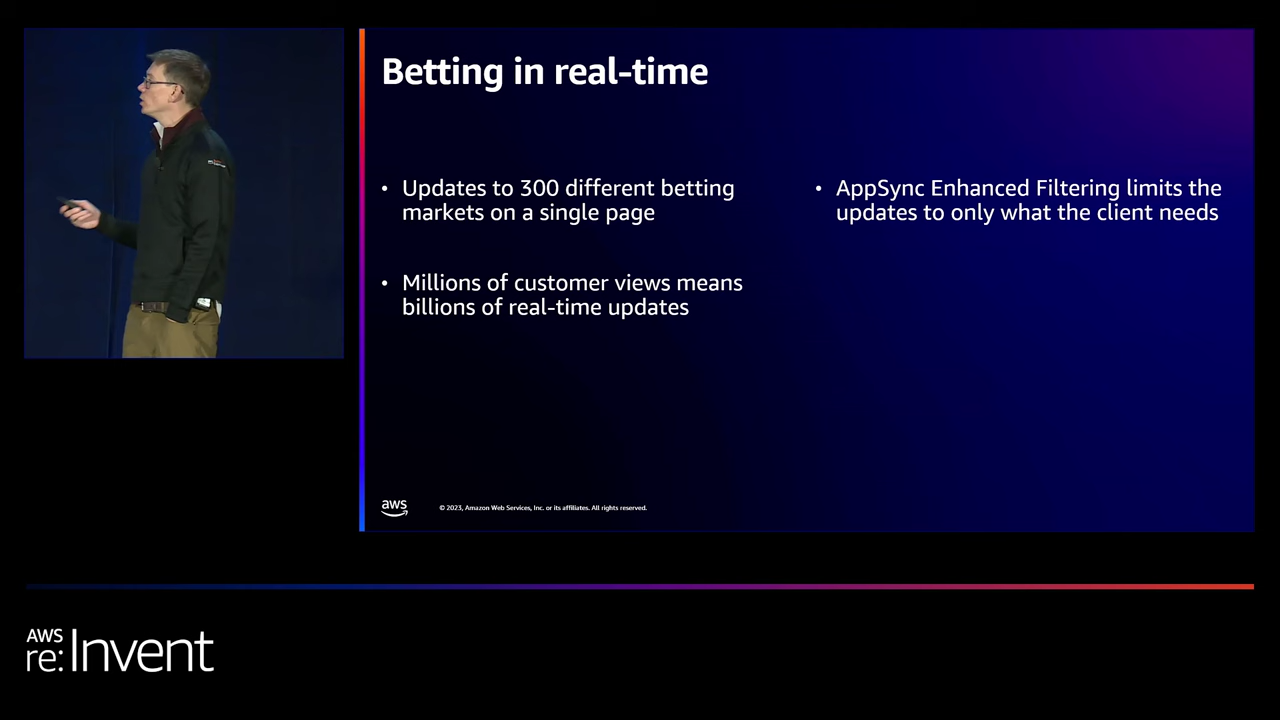 Betting in real-time
• Updates to 300 different betting
markets on a single page
• Millions of customer views means
billions of real-time updates
• AppSync Enhanced Filtering limits the
updates to only what the client needs
aws
© 2023, Amazon Web Services, Inc. or its affiliates. All rights reserved.
AWS
re:Invent